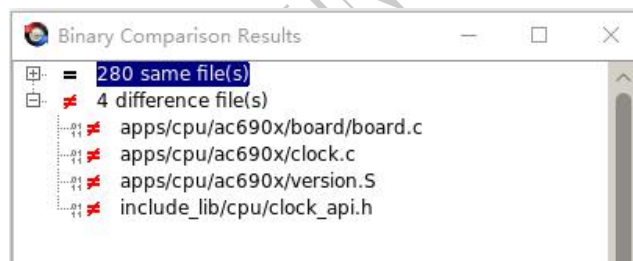 Binary Comparison Results
= 280 same file(s)
≠ 4 difference file(s)
≠ apps/cpu/ac690x/board/board.c
≠ apps/cpu/ac690x/clock.c
≠ apps/cpu/ac690x/version.S
≠ include_lib/cpu/clock_api.h